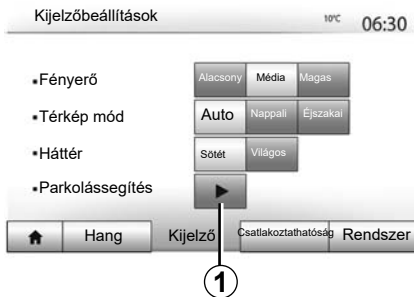 Kijelzőbeállítások 10°C 06:30
▪Fényerő Alacsony Média Magas
▪Térkép mód Auto Nappali Éjszakai
▪Háttér Sötét Világos
▪Parkolássegítés
Hang Kijelző Csatlakoztathatóság Rendszer
1